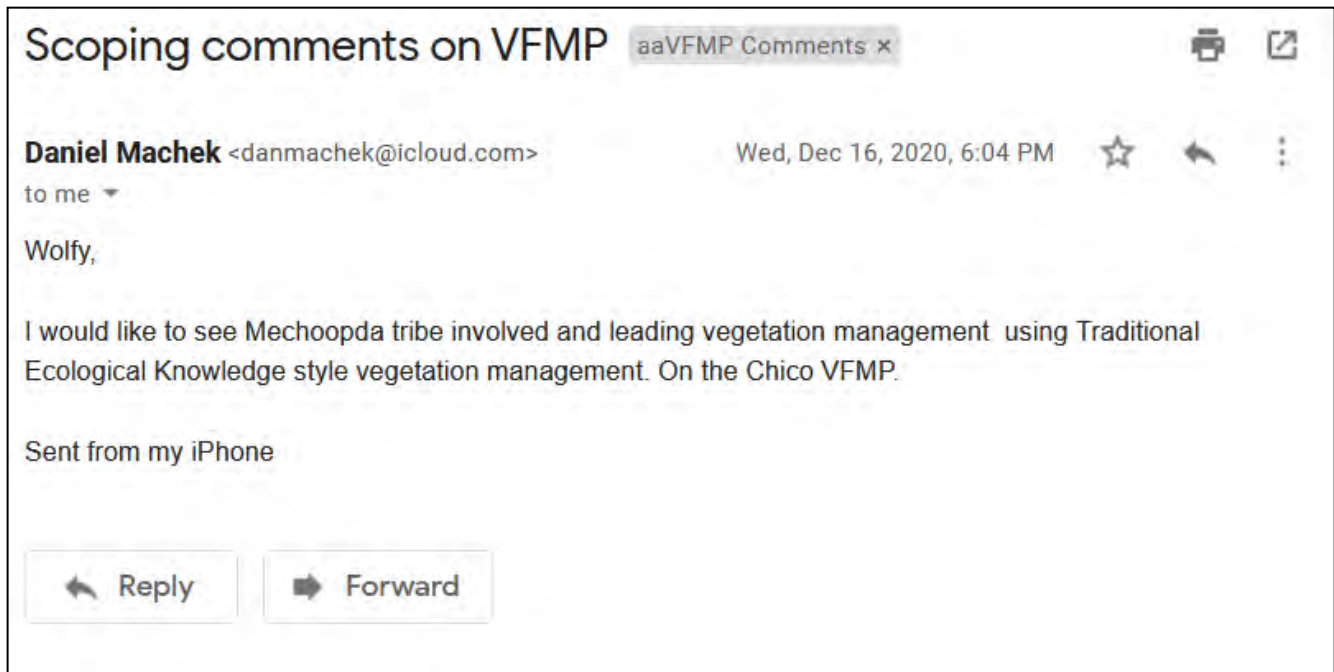 Scoping comments on VFMP aaVFMP Comments ×
Daniel Machek <danmachek@icloud.com> Wed, Dec 16, 2020, 6:04 PM
to me
Wolfy,
I would like to see Mechoopda tribe involved and leading vegetation management  using Traditional
Ecological Knowledge style vegetation management. On the Chico VFMP.
Sent from my iPhone
Reply Forward